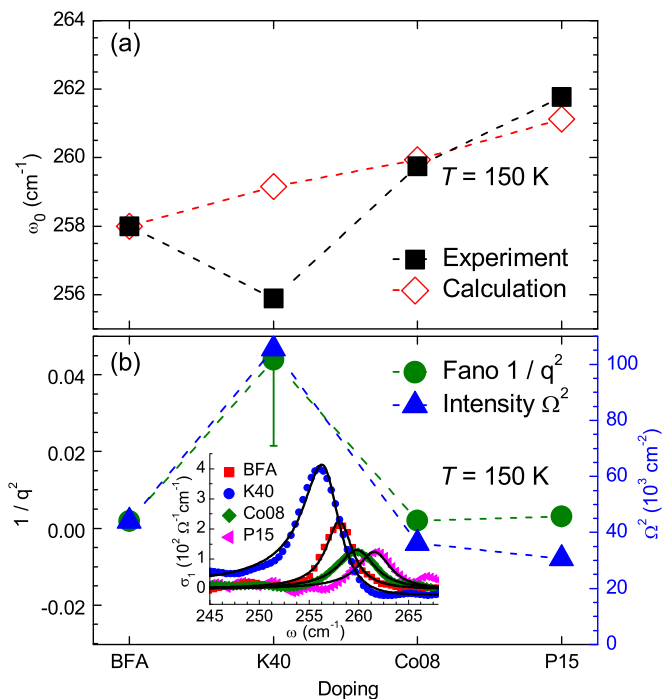 264
(a)
262
260
258
256
ω₀ (cm⁻¹)
T = 150 K
Experiment
Calculation
(b)
0.04
0.02
0.00
-0.02
1 / q²
Fano 1 / q²
Intensity Ω²
T = 150 K
100
80
60
40
20
0
Ω² (10³ cm⁻²)
BFA
K40
Co08
P15
4
3
2
1
0
σ₁ (10² Ω⁻¹cm⁻¹)
245 250 255 260 265
ω (cm⁻¹)
BFA K40 Co08 P15
Doping